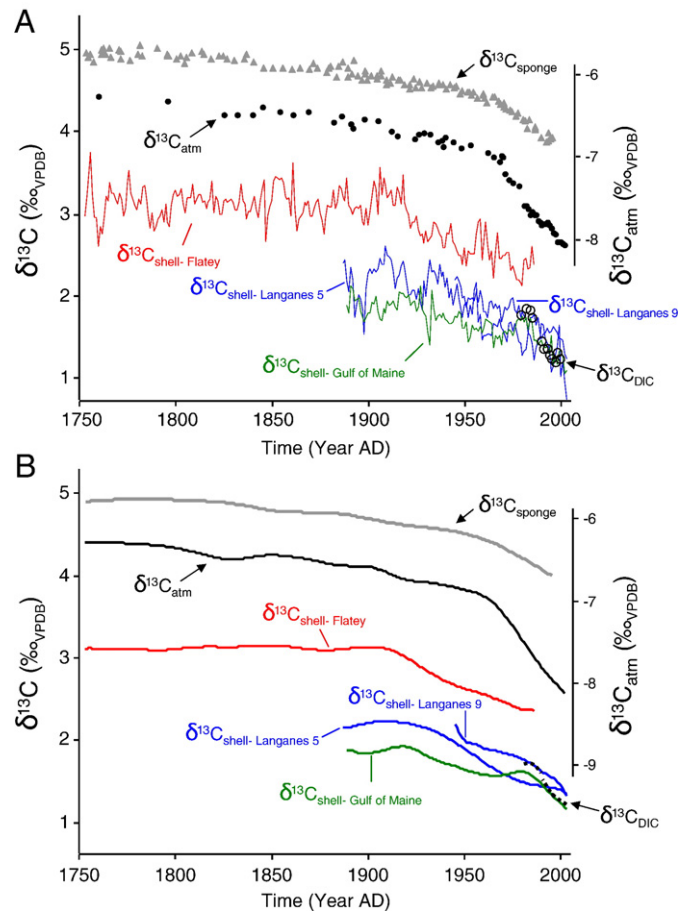 A
5
4
3
2
1
δ13C (‰VPDB)
-6
-7
-8
δ13Catm (‰VPDB)
δ13Csponge
δ13Catm
δ13Cshell- Flatey
δ13Cshell- Langanes 5
δ13Cshell- Langanes 9
δ13Cshell- Gulf of Maine
δ13CDIC
1750 1800 1850 1900 1950 2000
Time (Year AD)
B
5
4
3
2
1
δ13C (‰VPDB)
-6
-7
-8
-9
δ13Catm (‰VPDB)
δ13Csponge
δ13Catm
δ13Cshell- Flatey
δ13Cshell- Langanes 9
δ13Cshell- Langanes 5
δ13Cshell- Gulf of Maine
δ13CDIC
1750 1800 1850 1900 1950 2000
Time (Year AD)